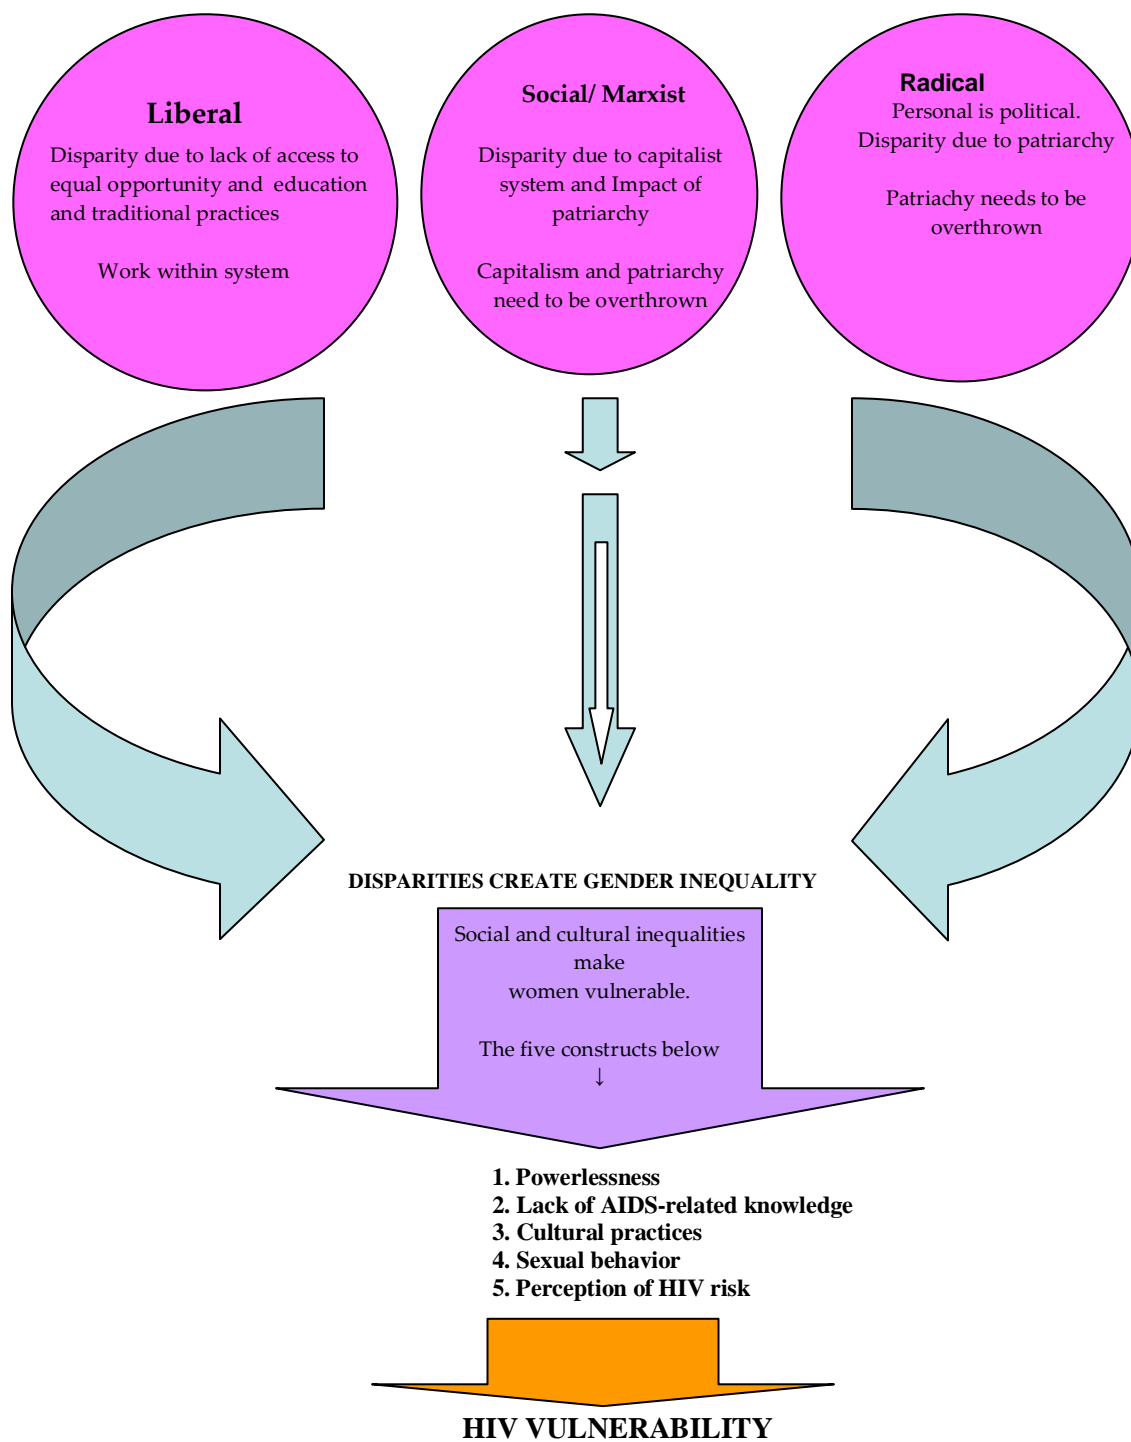 Liberal
Disparity due to lack of access to
equal opportunity and education
and traditional practices
Work within system
Social/ Marxist
Disparity due to capitalist
system and Impact of
patriarchy
Capitalism and patriarchy
need to be overthrown
Radical
Personal is political.
Disparity due to patriarchy
Patriachy needs to be
overthrown
DISPARITIES CREATE GENDER INEQUALITY
Social and cultural inequalities
make
women vulnerable.
The five constructs below
↓
1. Powerlessness
2. Lack of AIDS-related knowledge
3. Cultural practices
4. Sexual behavior
5. Perception of HIV risk
HIV VULNERABILITY